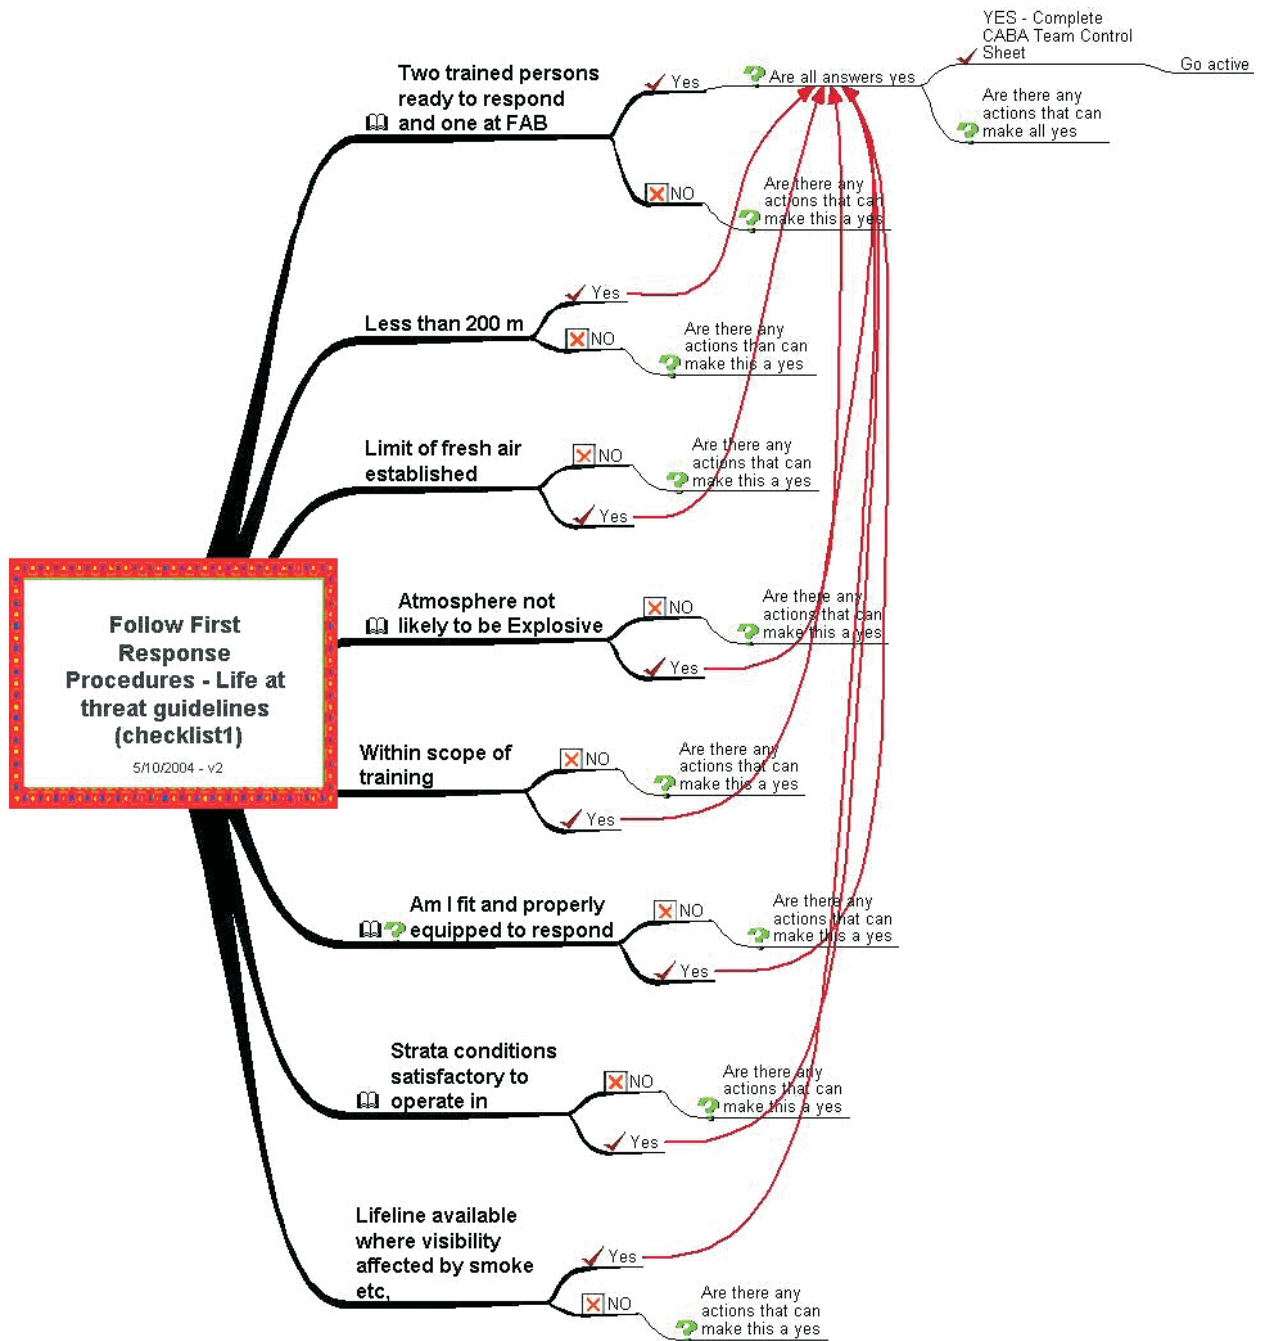 YES - Complete
CABA Team Control
Sheet
Go active
Are all answers yes
Are there any
actions that can
make all yes
Two trained persons
ready to respond
and one at FAB
Yes
NO
Are there any
actions that can
make this a yes
Less than 200 m
Yes
NO
Are there any
actions than can
make this a yes
Limit of fresh air
established
NO
Are there any
actions that can
make this a yes
Yes
Atmosphere not
likely to be Explosive
NO
Are there any
actions that can
make this a yes
Yes
Follow First
Response
Procedures - Life at
threat guidelines
(checklist1)
5/10/2004 - v2
Within scope of
training
NO
Are there any
actions that can
make this a yes
Yes
Am I fit and properly
equipped to respond
NO
Are there any
actions that can
make this a yes
Yes
Strata conditions
satisfactory to
operate in
NO
Are there any
actions that can
make this a yes
Yes
Lifeline available
where visibility
affected by smoke
etc,
Yes
NO
Are there any
actions that can
make this a yes